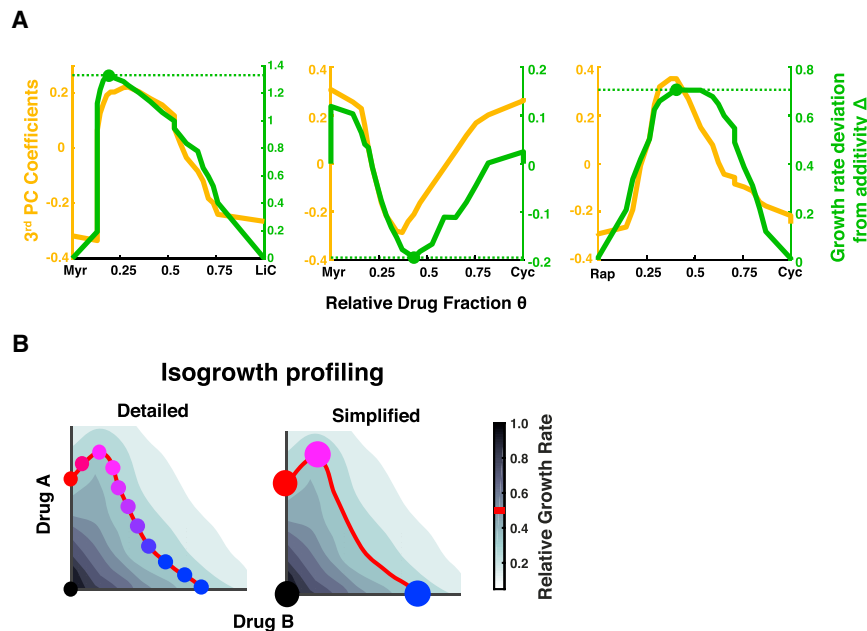 A
3rd PC Coefficients
0.2
0
-0.2
-0.4
Myr
0.25
0.5
0.75
LiC
1.4
1.2
1
0.8
0.6
0.4
0.2
0
0.4
0.2
0
-0.2
-0.4
Myr
0.25
0.5
0.75
Cyc
0.2
0.1
0
-0.1
-0.2
0.4
0.2
0
-0.2
-0.4
Rap
0.25
0.5
0.75
Cyc
0.8
0.6
0.4
0.2
0
Growth rate deviation
from additivity Δ
Relative Drug Fraction θ
B
Isogrowth profiling
Detailed
Simplified
Drug A
Drug B
1.0
0.8
0.6
0.4
0.2
Relative Growth Rate